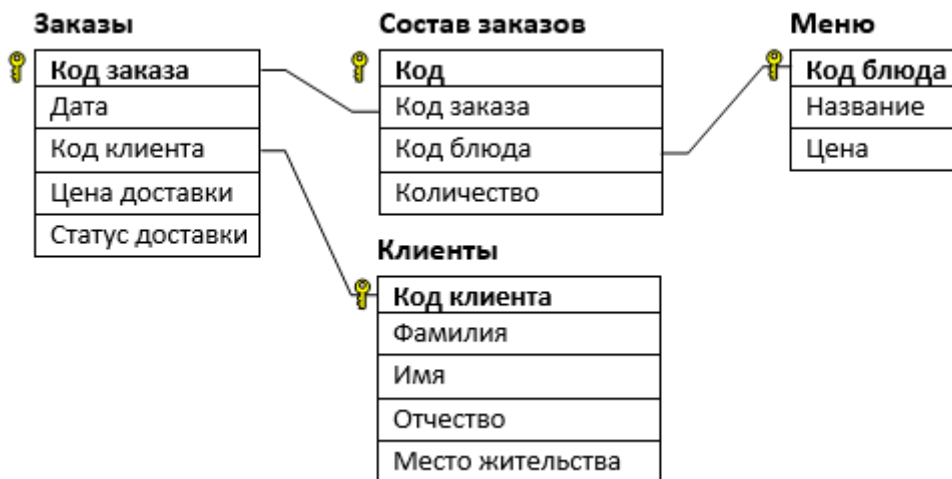 Заказы
Код заказа
Дата
Код клиента
Цена доставки
Статус доставки
Состав заказов
Код
Код заказа
Код блюда
Количество
Меню
Код блюда
Название
Цена
Клиенты
Код клиента
Фамилия
Имя
Отчество
Место жительства